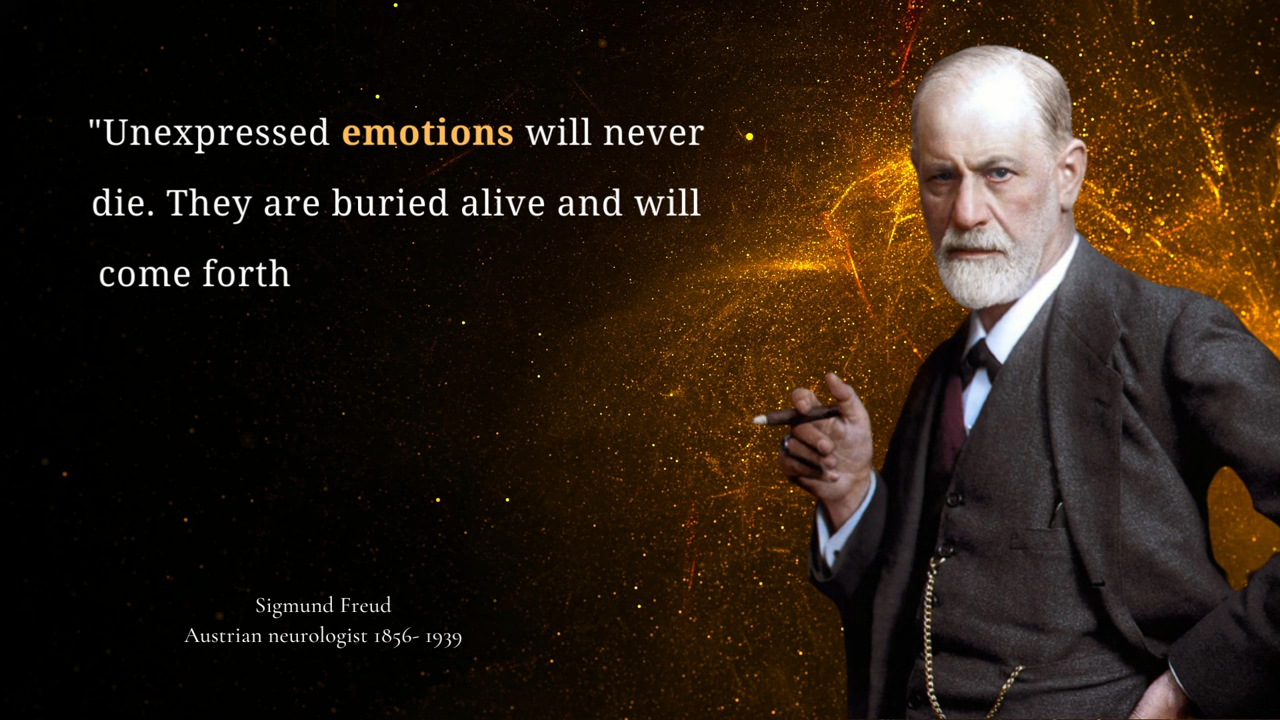 "Unexpressed emotions will never
die. They are buried alive and will
come forth
Sigmund Freud
Austrian neurologist 1856- 1939